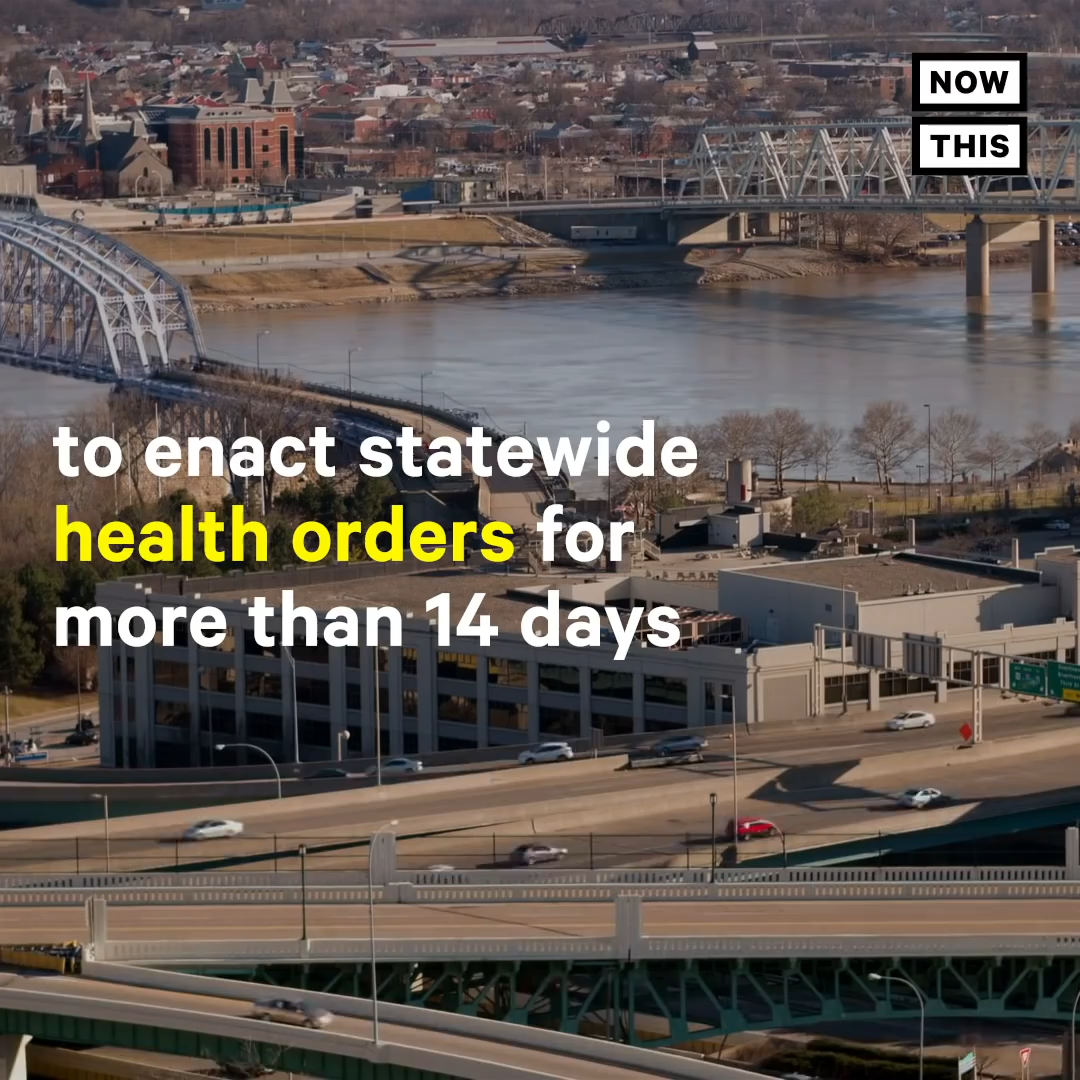 NOW
THIS
to enact statewide
health orders for
more than 14 days